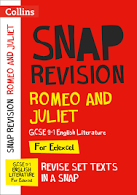 Collins
SNAP
REVISION
ROMEO AND
JULIET
GCSE 9-1 English Literature
For Edexcel
REVISE SET TEXTS
IN A SNAP
SNAP REVISION
ROMEO AND JULIET
GCSE 9-1
ENGLISH
LITERATURE
For Edexcel